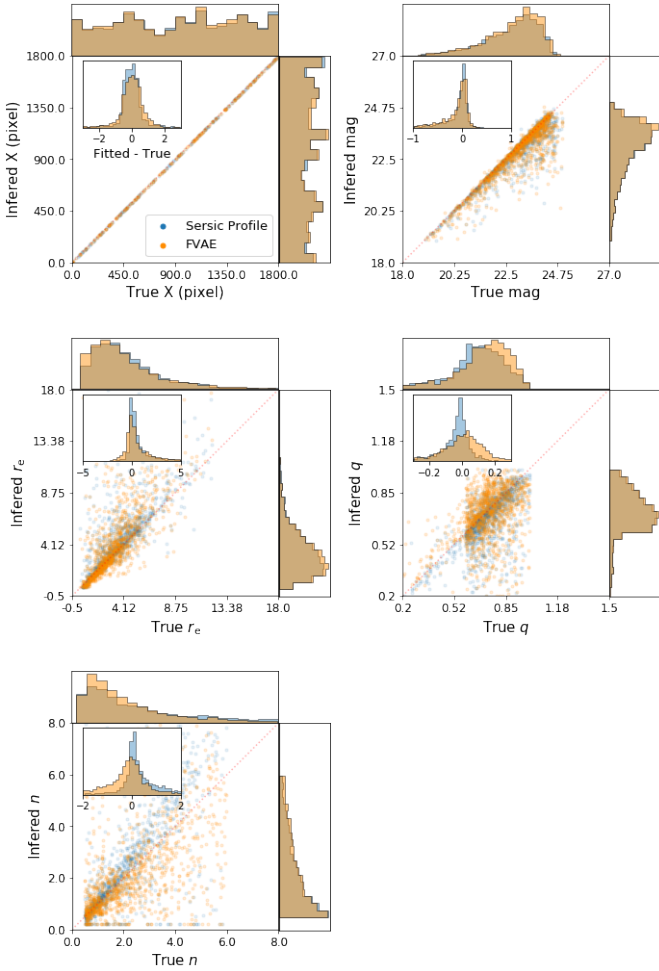 1800.0
1350.0
900.0
450.0
0.0
Infered X (pixel)
−2 0 2
Fitted - True
Sersic Profile
FVAE
0.0 450.0 900.0 1350.0 1800.0
True X (pixel)
27.0
24.75
22.5
20.25
18.0
Infered mag
−1 0 1
18.0 20.25 22.5 24.75 27.0
True mag
18.0
13.38
8.75
4.12
-0.5
Infered re
−5 0 5
-0.5 4.12 8.75 13.38 18.0
True re
1.5
1.18
0.85
0.52
0.2
Infered q
−0.2 0.0 0.2
0.2 0.52 0.85 1.18 1.5
True q
8.0
6.0
4.0
2.0
0.0
Infered n
−2 0 2
0.0 2.0 4.0 6.0 8.0
True n